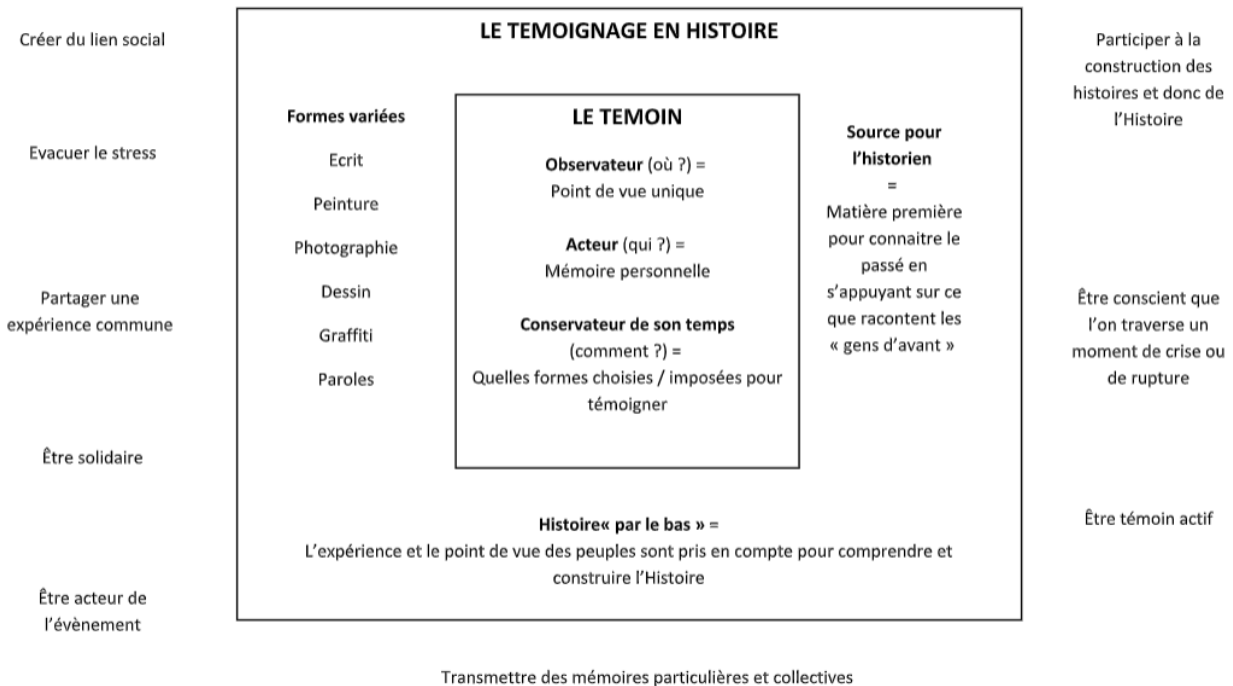 Créer du lien social
Evacuer le stress
Partager une
expérience commune
Être solidaire
Être acteur de
l'évènement
LE TEMOIGNAGE EN HISTOIRE
Formes variées
Ecrit
Peinture
Photographie
Dessin
Graffiti
Paroles
LE TEMOIN
Observateur (où ?) =
Point de vue unique
Acteur (qui ?) =
Mémoire personnelle
Conservateur de son temps
(comment ?) =
Quelles formes choisies / imposées pour
témoigner
Source pour
l'historien
=
Matière première
pour connaitre le
passé en
s'appuyant sur ce
que racontent les
« gens d'avant »
Histoire« par le bas » =
L'expérience et le point de vue des peuples sont pris en compte pour comprendre et
construire l'Histoire
Participer à la
construction des
histoires et donc de
l'Histoire
Être conscient que
l'on traverse un
moment de crise ou
de rupture
Être témoin actif
Transmettre des mémoires particulières et collectives